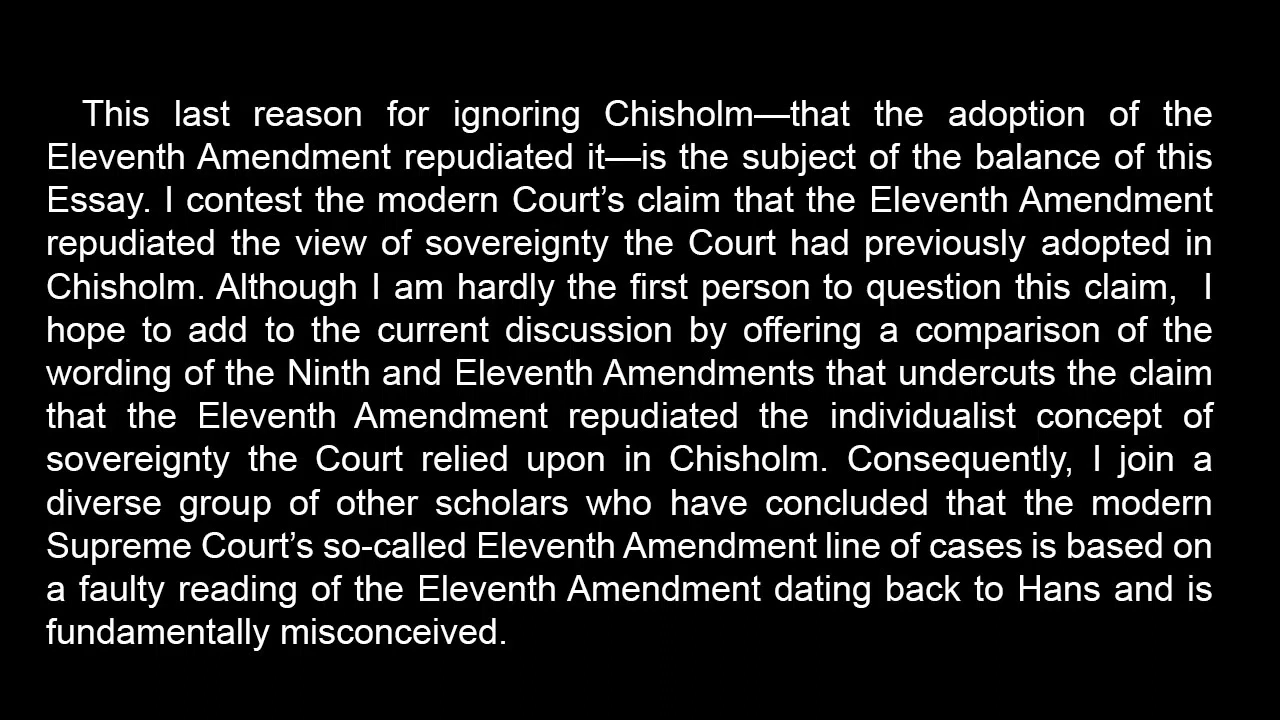 This last reason for ignoring Chisholm—that the adoption of the
Eleventh Amendment repudiated it—is the subject of the balance of this
Essay. I contest the modern Court’s claim that the Eleventh Amendment
repudiated the view of sovereignty the Court had previously adopted in
Chisholm. Although I am hardly the first person to question this claim, I
hope to add to the current discussion by offering a comparison of the
wording of the Ninth and Eleventh Amendments that undercuts the claim
that the Eleventh Amendment repudiated the individualist concept of
sovereignty the Court relied upon in Chisholm. Consequently, I join a
diverse group of other scholars who have concluded that the modern
Supreme Court’s so-called Eleventh Amendment line of cases is based on
a faulty reading of the Eleventh Amendment dating back to Hans and is
fundamentally misconceived.